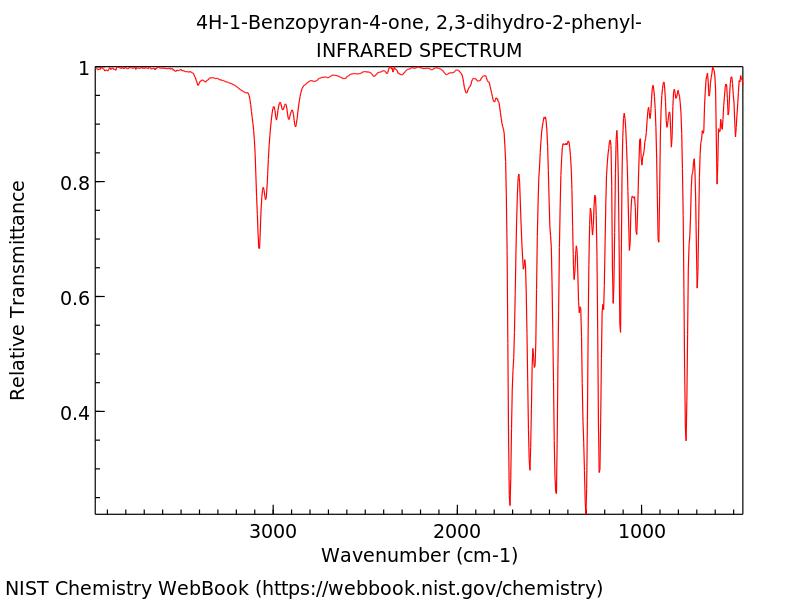 4H-1-Benzopyran-4-one, 2,3-dihydro-2-phenyl-
INFRARED SPECTRUM
1
0.8
0.6
0.4
Relative Transmittance
3000 2000 1000
Wavenumber (cm-1)
NIST Chemistry WebBook (https://webbook.nist.gov/chemistry)